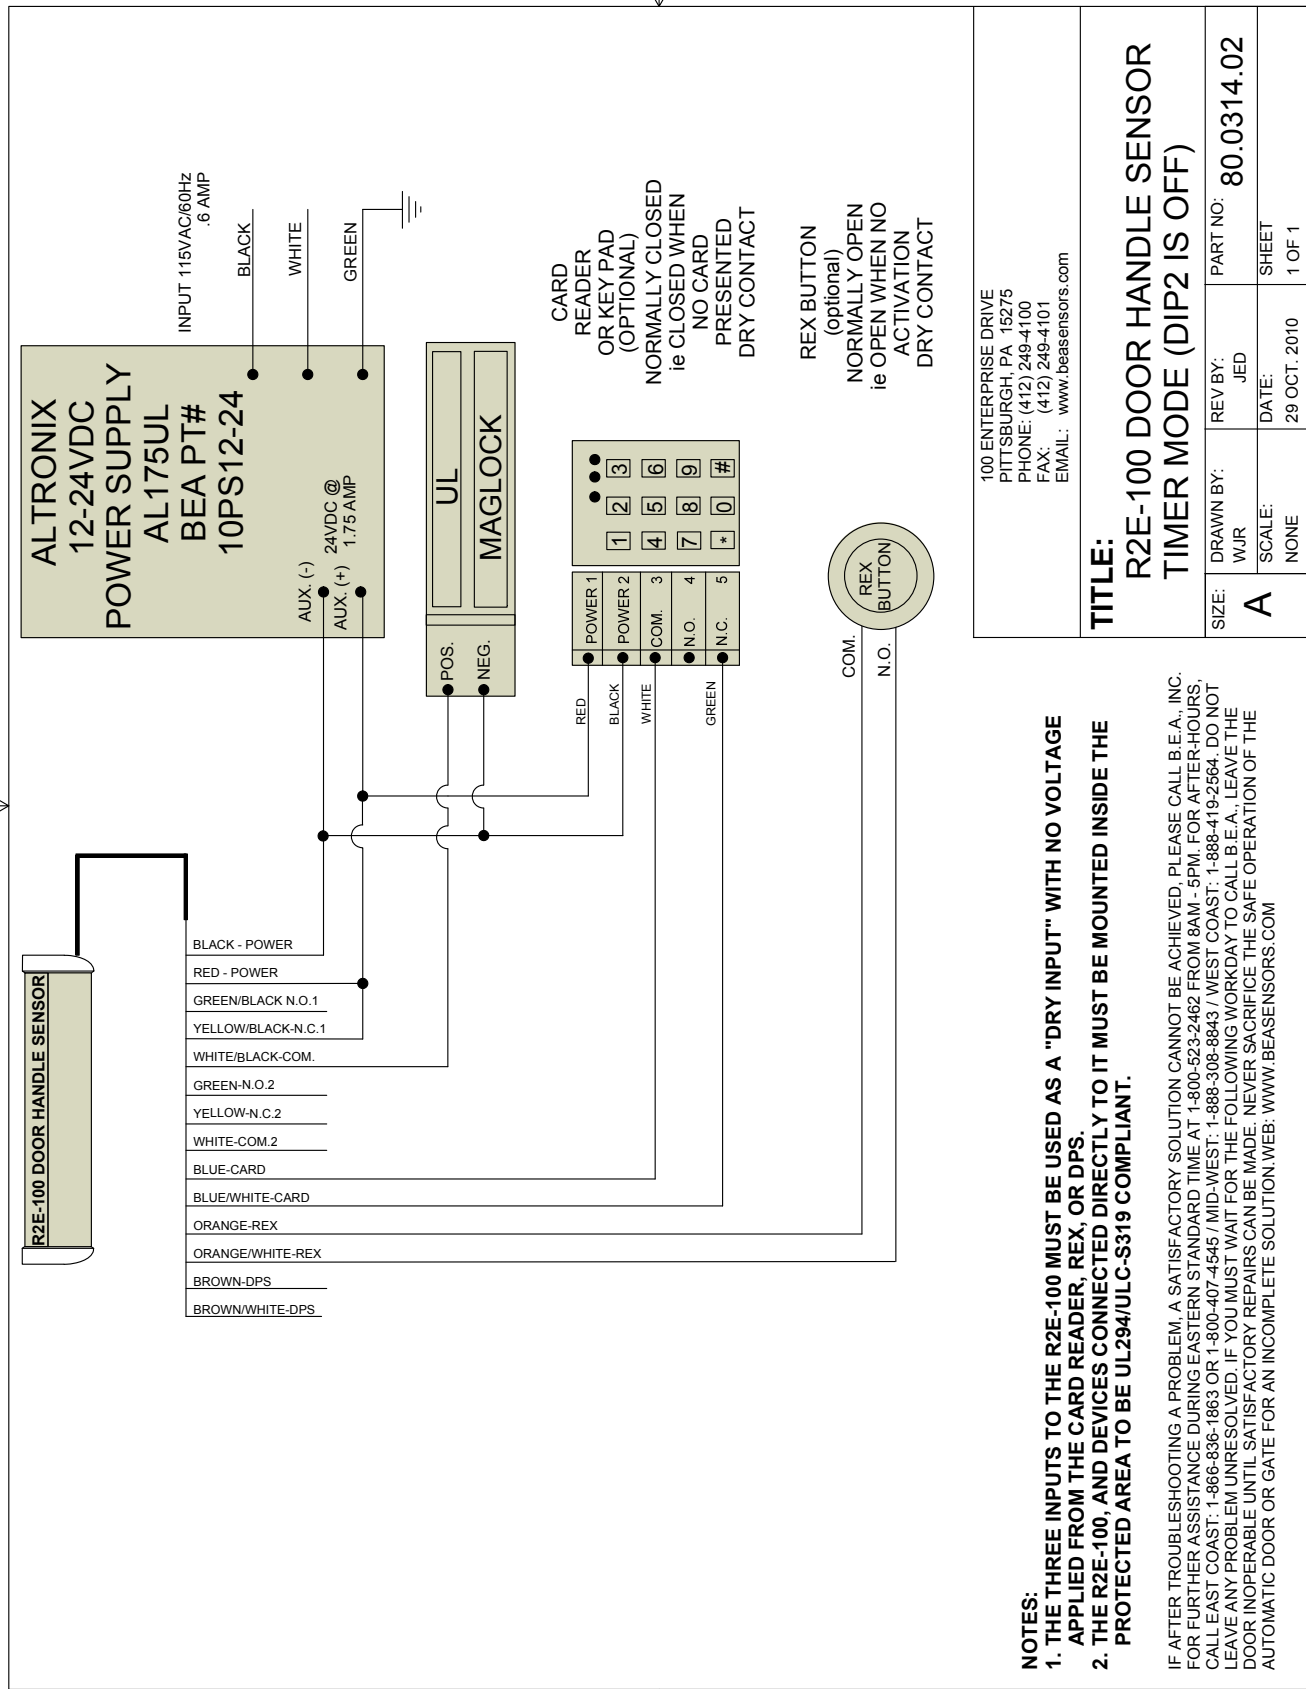 R2E-100 DOOR HANDLE SENSOR
BLACK - POWER
RED - POWER
GREEN/BLACK N.O.1
YELLOW/BLACK-N.C.1
WHITE/BLACK-COM.
GREEN-N.O.2
YELLOW-N.C.2
WHITE-COM.2
BLUE-CARD
BLUE/WHITE-CARD
ORANGE-REX
ORANGE/WHITE-REX
BROWN-DPS
BROWN/WHITE-DPS
ALTRONIX
12-24VDC
POWER SUPPLY
AL175UL
BEA PT#
10PS12-24
AUX. (-)
AUX. (+)
24VDC @
1.75 AMP
INPUT 115VAC/60Hz
.6 AMP
BLACK
WHITE
GREEN
POS.
NEG.
UL
MAGLOCK
RED
BLACK
WHITE
GREEN
POWER 1
POWER 2
COM. 3
N.O. 4
N.C. 5
1 2 3
4 5 6
7 8 9
* 0 #
CARD
READER
OR KEY PAD
(OPTIONAL)
NORMALLY CLOSED
ie CLOSED WHEN
NO CARD
PRESENTED
DRY CONTACT
COM.
N.O.
REX
BUTTON
REX BUTTON
(optional)
NORMALLY OPEN
ie OPEN WHEN NO
ACTIVATION
DRY CONTACT
NOTES:
1. THE THREE INPUTS TO THE R2E-100 MUST BE USED AS A "DRY INPUT" WITH NO VOLTAGE
APPLIED FROM THE CARD READER, REX, OR DPS.
2. THE R2E-100, AND DEVICES CONNECTED DIRECTLY TO IT MUST BE MOUNTED INSIDE THE
PROTECTED AREA TO BE UL294/ULC-S319 COMPLIANT.
IF AFTER TROUBLESHOOTING A PROBLEM, A SATISFACTORY SOLUTION CANNOT BE ACHIEVED, PLEASE CALL B.E.A., INC.
FOR FURTHER ASSISTANCE DURING EASTERN STANDARD TIME AT 1-800-523-2462 FROM 8AM - 5PM. FOR AFTER-HOURS,
CALL EAST COAST: 1-866-836-1863 OR 1-800-407-4545 / MID-WEST: 1-888-308-8843 / WEST COAST: 1-888-419-2564. DO NOT
LEAVE ANY PROBLEM UNRESOLVED. IF YOU MUST WAIT FOR THE FOLLOWING WORKDAY TO CALL B.E.A., LEAVE THE
DOOR INOPERABLE UNTIL SATISFACTORY REPAIRS CAN BE MADE. NEVER SACRIFICE THE SAFE OPERATION OF THE
AUTOMATIC DOOR OR GATE FOR AN INCOMPLETE SOLUTION.WEB: WWW.BEASENSORS.COM
100 ENTERPRISE DRIVE
PITTSBURGH, PA 15275
PHONE: (412) 249-4100
FAX: (412) 249-4101
EMAIL: www.beasensors.com
TITLE:
R2E-100 DOOR HANDLE SENSOR
TIMER MODE (DIP2 IS OFF)
SIZE:
A
DRAWN BY:
WJR
REV BY:
JED
PART NO:
80.0314.02
SCALE:
NONE
DATE:
29 OCT. 2010
SHEET
1 OF 1